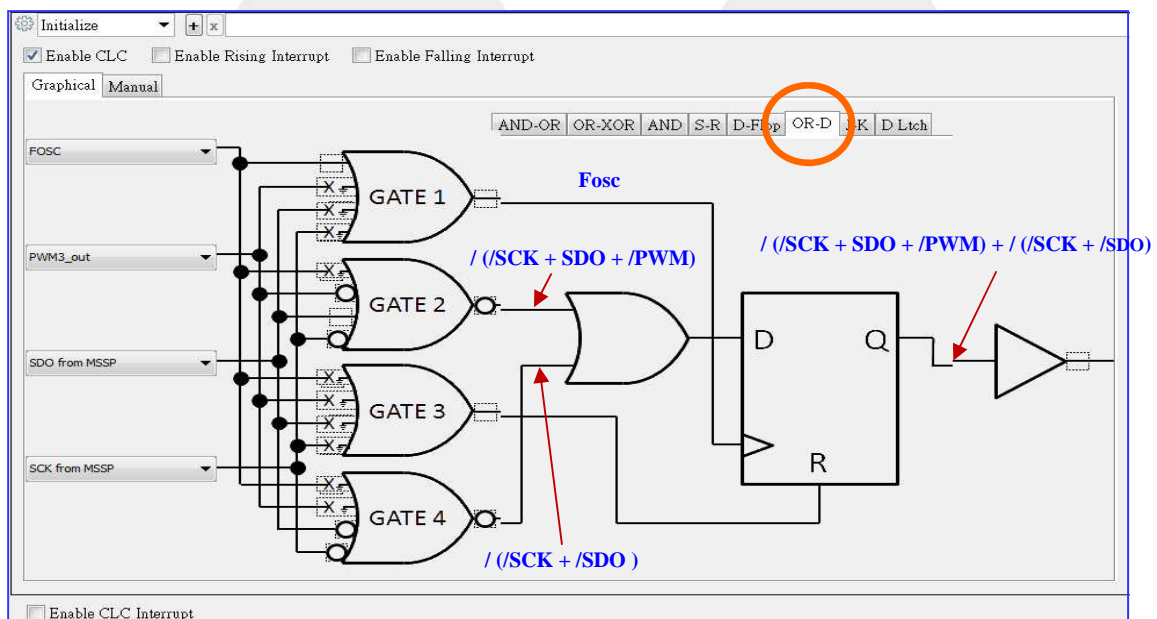 Initialize + x
Enable CLC Enable Rising Interrupt Enable Falling Interrupt
Graphical Manual
AND-OR OR-XOR AND S-R D-Flop OR-D J-K D Ltch
FOSC
GATE 1
Fosc
PWM3_out
/ (/SCK + SDO + /PWM)
/ (/SCK + SDO + /PWM) + / (/SCK + /SDO)
GATE 2
D Q
SDO from MSSP
GATE 3
SCK from MSSP
R
GATE 4
/ (/SCK + /SDO )
Enable CLC Interrupt